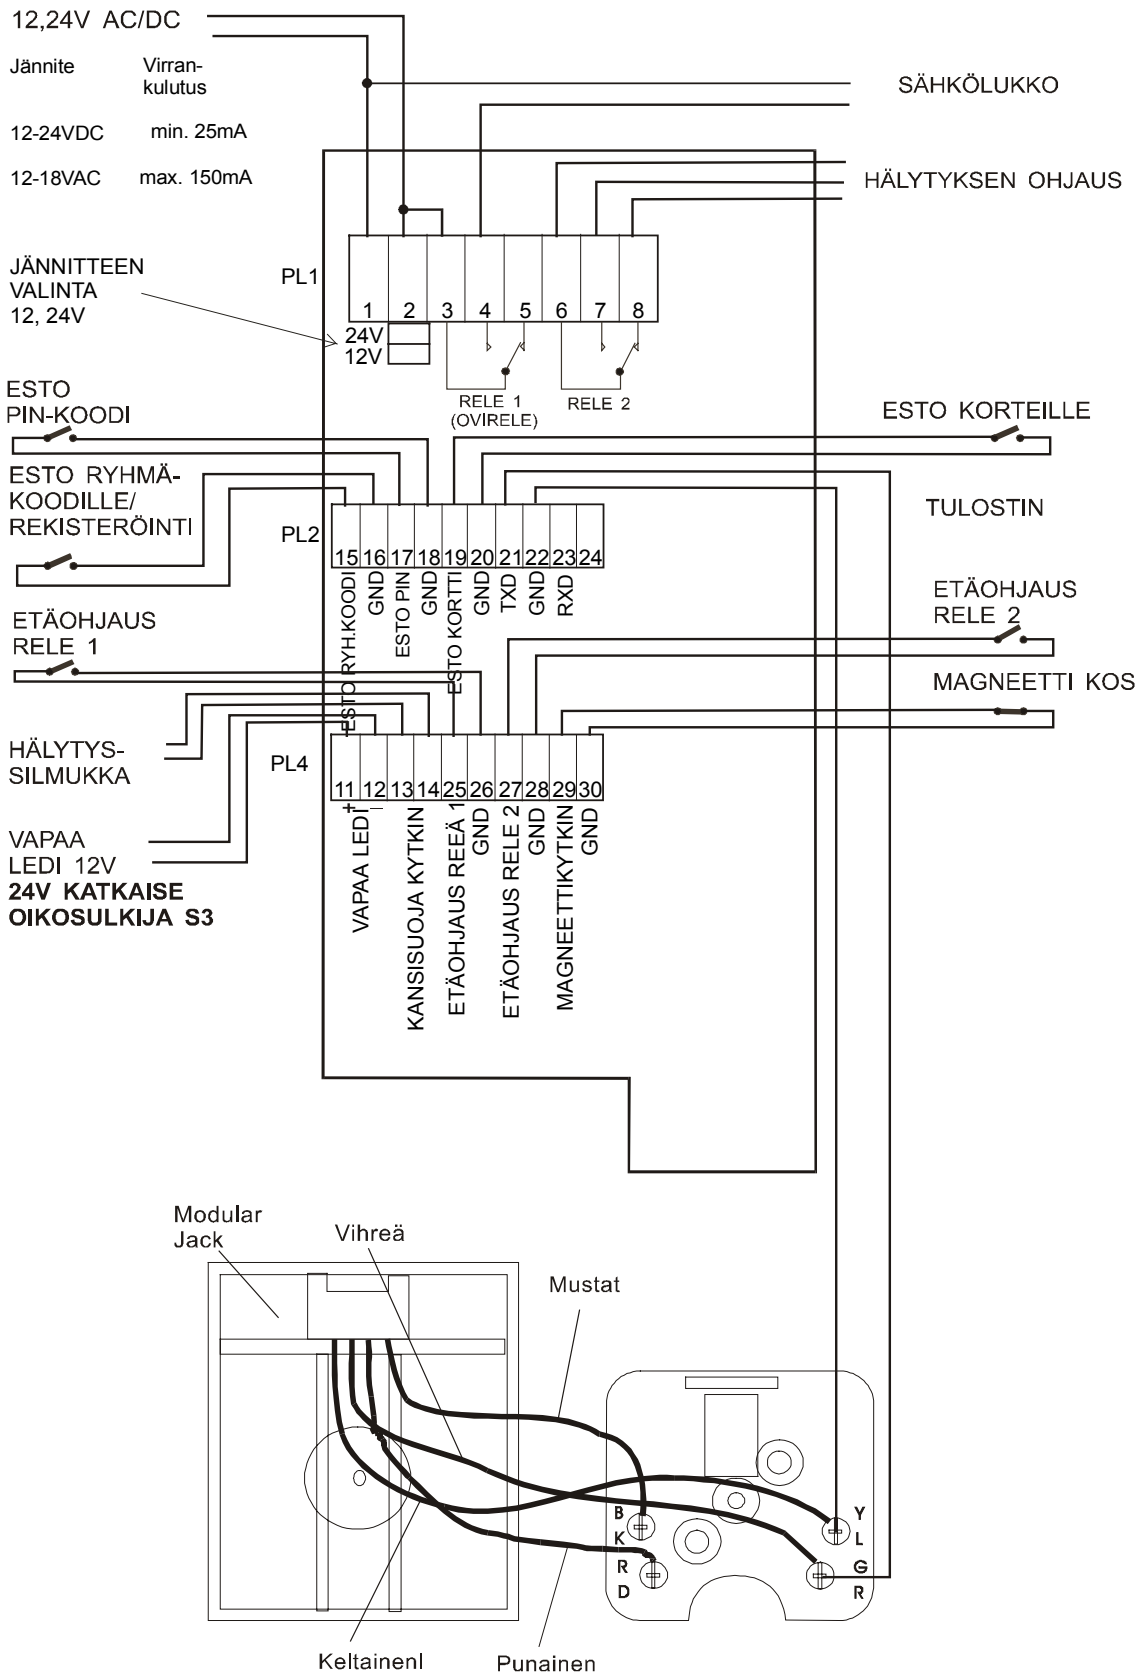 12,24V AC/DC
Jännite Virran-
kulutus
12-24VDC min. 25mA
12-18VAC max. 150mA
SÄHKÖLUKKO
HÄLYTYKSEN OHJAUS
JÄNNITTEEN
VALINTA
12, 24V
PL1
1 2 3 4 5 6 7 8
24V
12V
RELE 1
(OVIRELE)
RELE 2
ESTO
PIN-KOODI
ESTO KORTEILLE
ESTO RYHMÄ-
KOODILLE/
REKISTERÖINTI
TULOSTIN
PL2
15 16 17 18 19 20 21 22 23 24
ESTO RYH.KOODI
GND
ESTO PIN
GND
ESTO KORTTI
GND
TXD
GND
RXD
ETÄOHJAUS
RELE 1
ETÄOHJAUS
RELE 2
MAGNEETTI KOS
HÄLYTYS-
SILMUKKA
PL4
11 12 13 14 25 26 27 28 29 30
+
_
VAPAA LEDI
KANSISUOJA KYTKIN
ETÄOHJAUS REEÄ 1
GND
ETÄOHJAUS RELE 2
GND
MAGNEETTIKYTKIN
GND
VAPAA
LEDI 12V
24V KATKAISE
OIKOSULKIJA S3
Modular
Jack
Vihreä
Mustat
B
K
R
D
Y
L
G
R
Keltainenl
Punainen